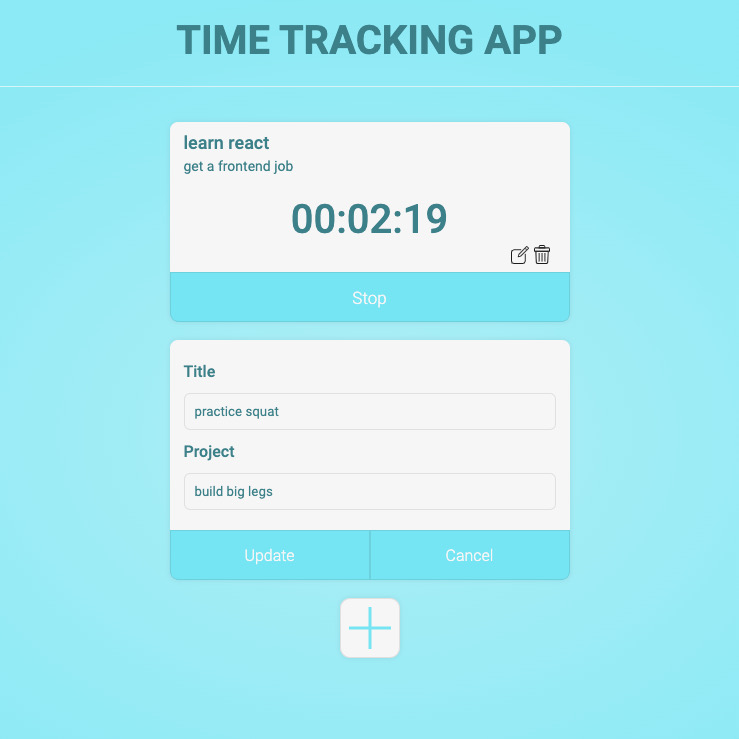 TIME TRACKING APP
learn react
get a frontend job
00:02:19
Stop
Title
practice squat
Project
build big legs
Update
Cancel